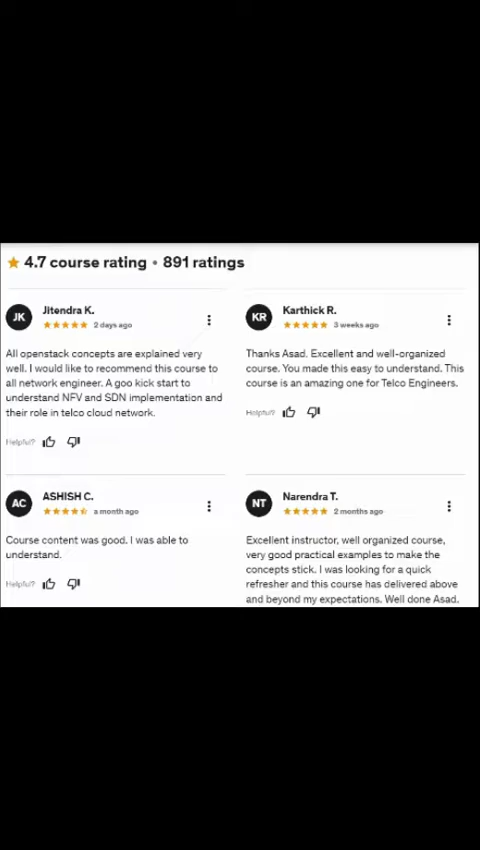 4.7 course rating • 891 ratings
JK
Jitendra K.
2 days ago
All openstack concepts are explained very
well. I would like to recommend this course to
all network engineer. A goo kick start to
understand NFV and SDN implementation and
their role in telco cloud network.
Helpful?
KR
Karthick R.
3 weeks ago
Thanks Asad. Excellent and well-organized
course. You made this easy to understand. This
course is an amazing one for Telco Engineers.
Helpful?
AC
ASHISH C.
a month ago
Course content was good. I was able to
understand.
Helpful?
NT
Narendra T.
2 months ago
Excellent instructor, well organized course,
very good practical examples to make the
concepts stick. I was looking for a quick
refresher and this course has delivered above
and beyond my expectations. Well done Asad.